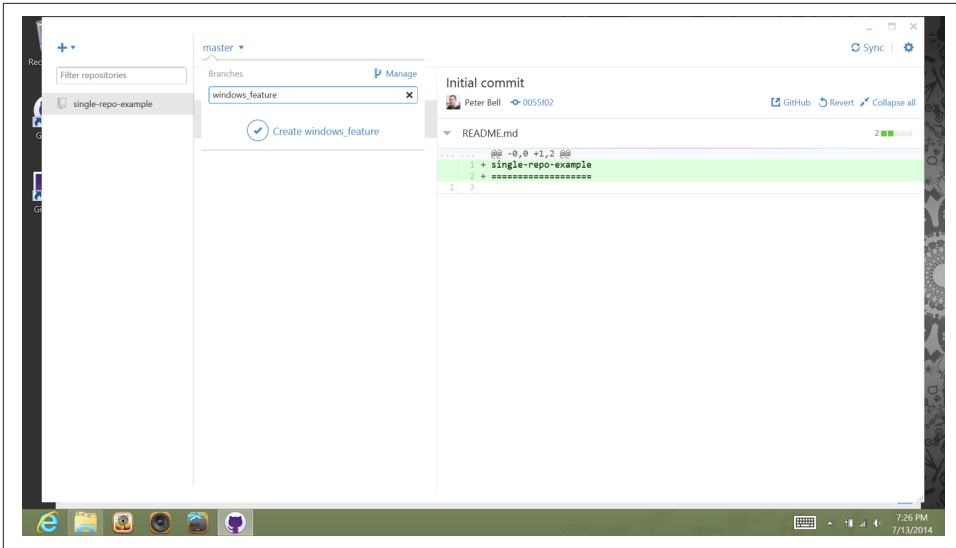 Rec
G
Gi
+
master
Sync
Filter repositories
single-repo-example
Branches
Manage
windows_feature
Create windows_feature
Initial commit
Peter Bell 0055f02
GitHub Revert Collapse all
README.md 2
... ... @@ -0,0 +1,2 @@
1 + single-repo-example
2 + ===================
1 3
7:26 PM
7/13/2014